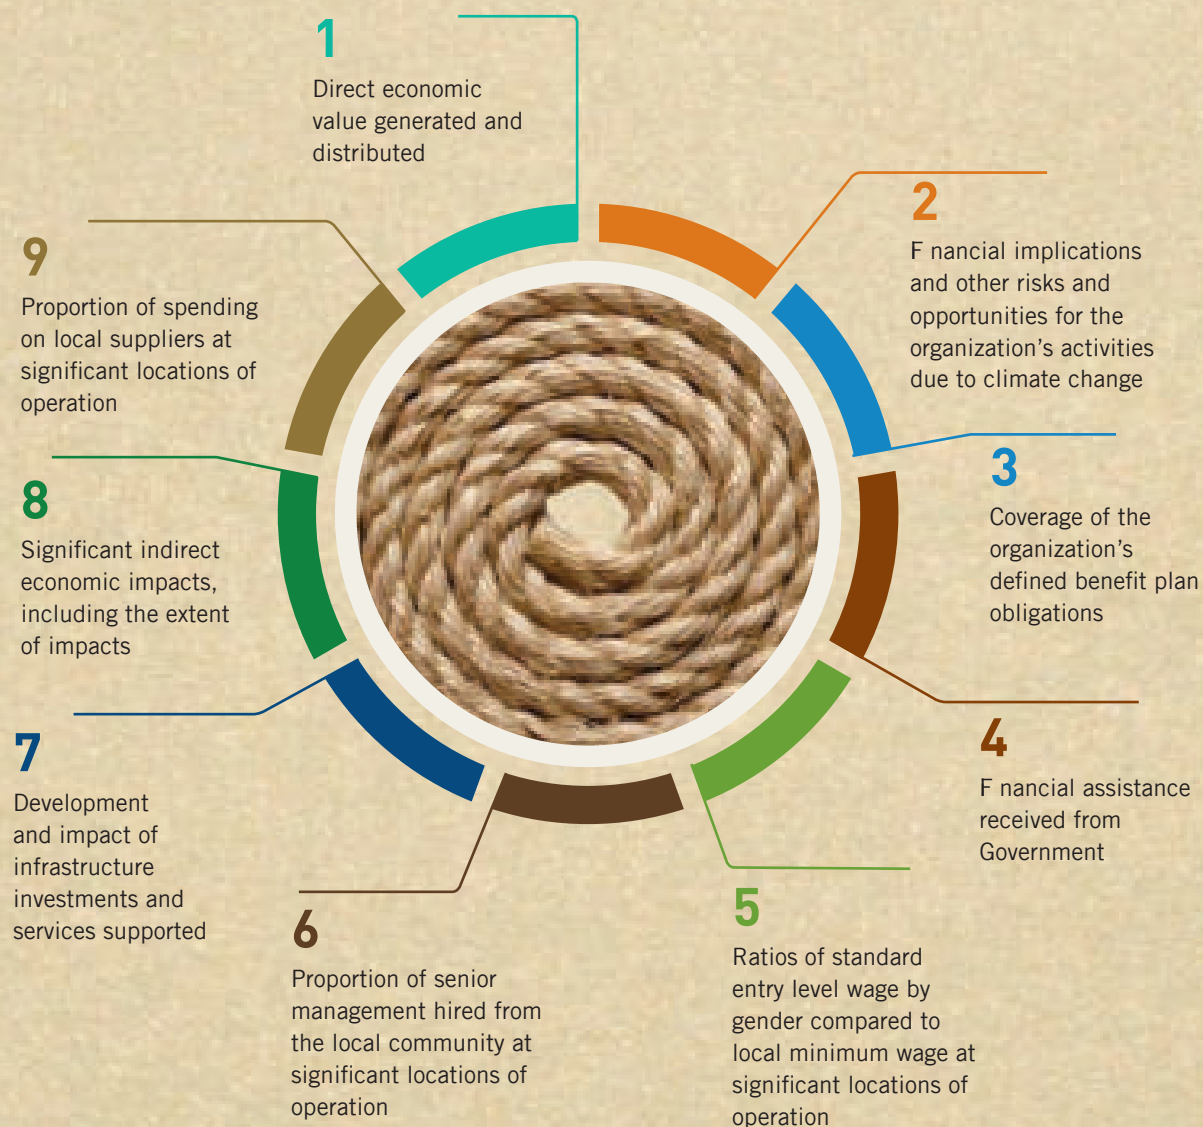 1
Direct economic
value generated and
distributed
2
F nancial implications
and other risks and
opportunities for the
organization's activities
due to climate change
3
Coverage of the
organization's
defined benefit plan
obligations
4
F nancial assistance
received from
Government
5
Ratios of standard
entry level wage by
gender compared to
local minimum wage at
significant locations of
operation
6
Proportion of senior
management hired from
the local community at
significant locations of
operation
7
Development
and impact of
infrastructure
investments and
services supported
8
Significant indirect
economic impacts,
including the extent
of impacts
9
Proportion of spending
on local suppliers at
significant locations of
operation